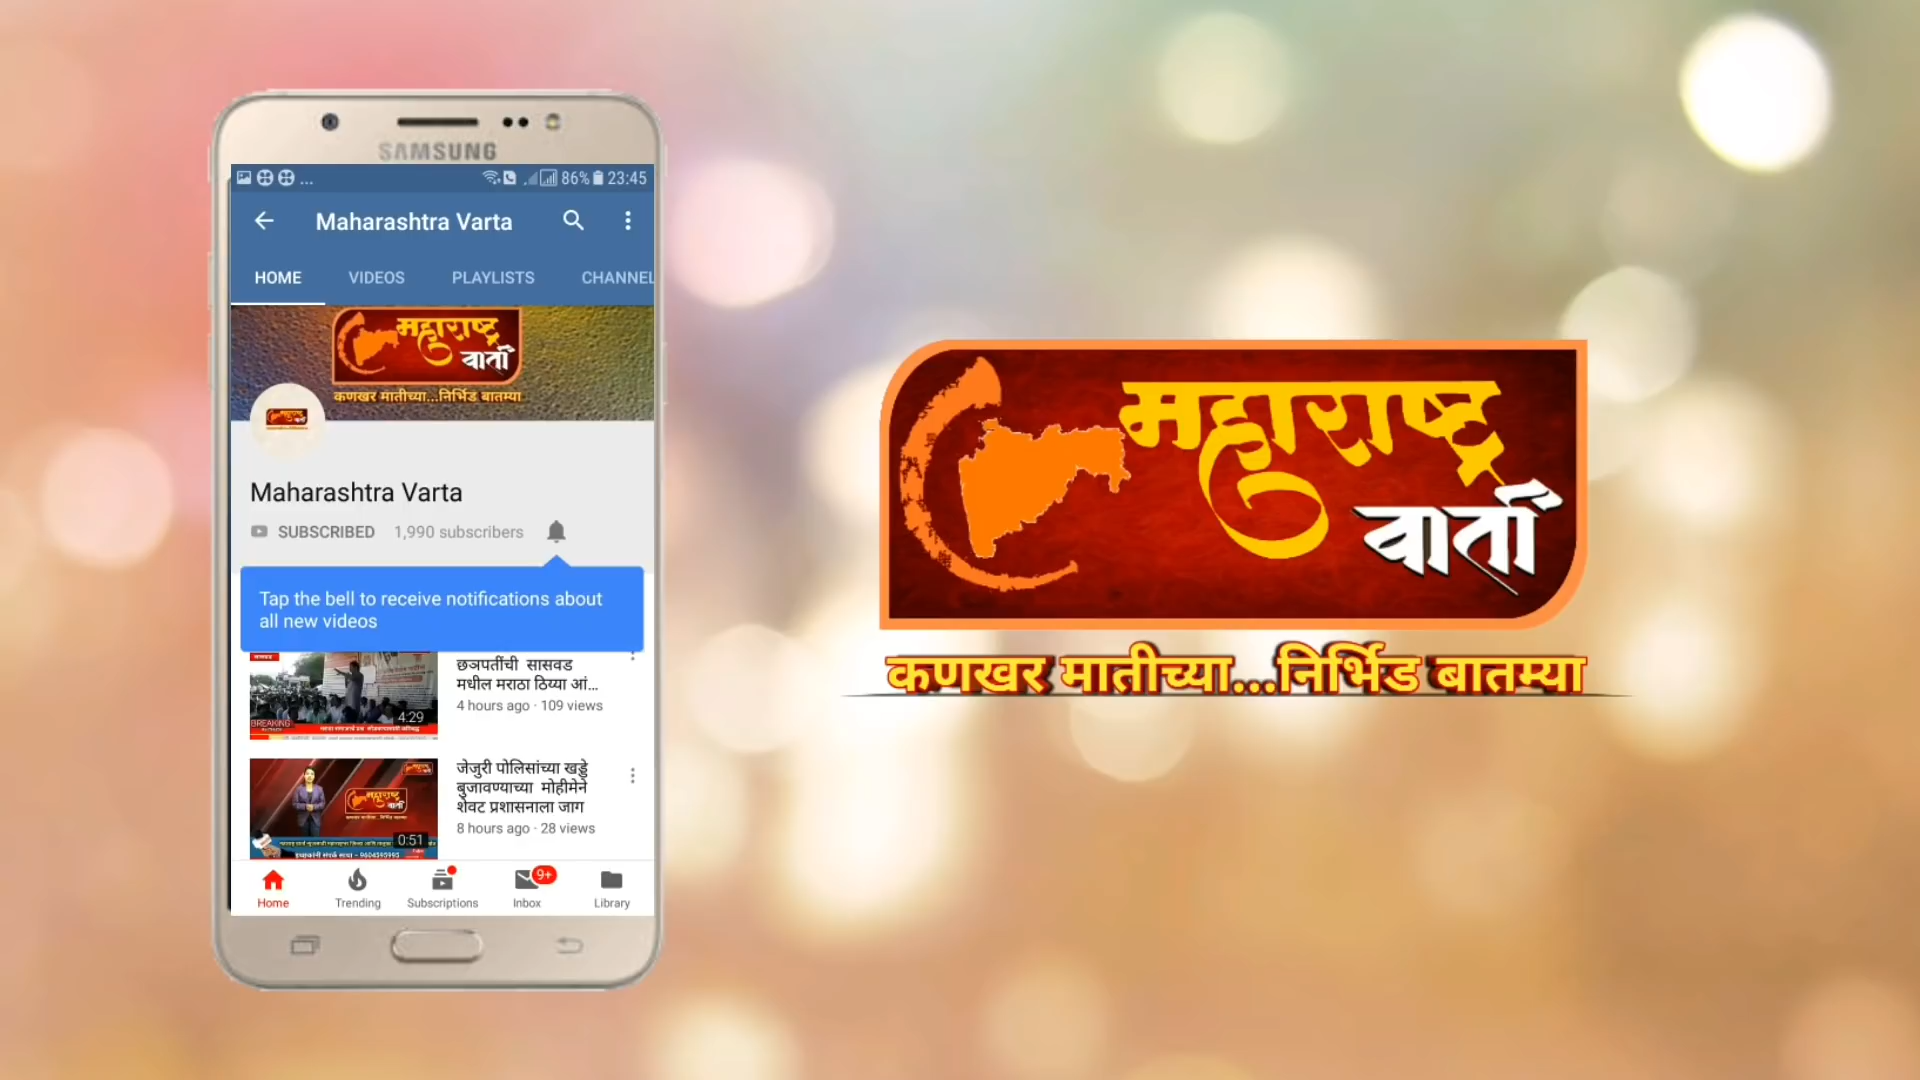 SAMSUNG
... 86% 23:45
Maharashtra Varta
HOME VIDEOS PLAYLISTS CHANNEL
महाराष्ट्र
वार्ता
कणखर मातीच्या...निर्भिड बातम्या
महाराष्ट्र
वार्ता
Maharashtra Varta
SUBSCRIBED 1,990 subscribers
Tap the bell to receive notifications about
all new videos
छत्रपतींची सासवड
मधील मराठा ठिय्या आं...
4 hours ago · 109 views
4:29
BREAKING
जेजुरी पोलिसांच्या खड्डे
बुजावण्याच्या मोहीमेने
शेवट प्रशासनाला जाग
8 hours ago · 28 views
महाराष्ट्र
वार्ता
0:51
Home Trending Subscriptions Inbox Library
9+
महाराष्ट्र
वार्ता
कणखर मातीच्या...निर्भिड बातम्या